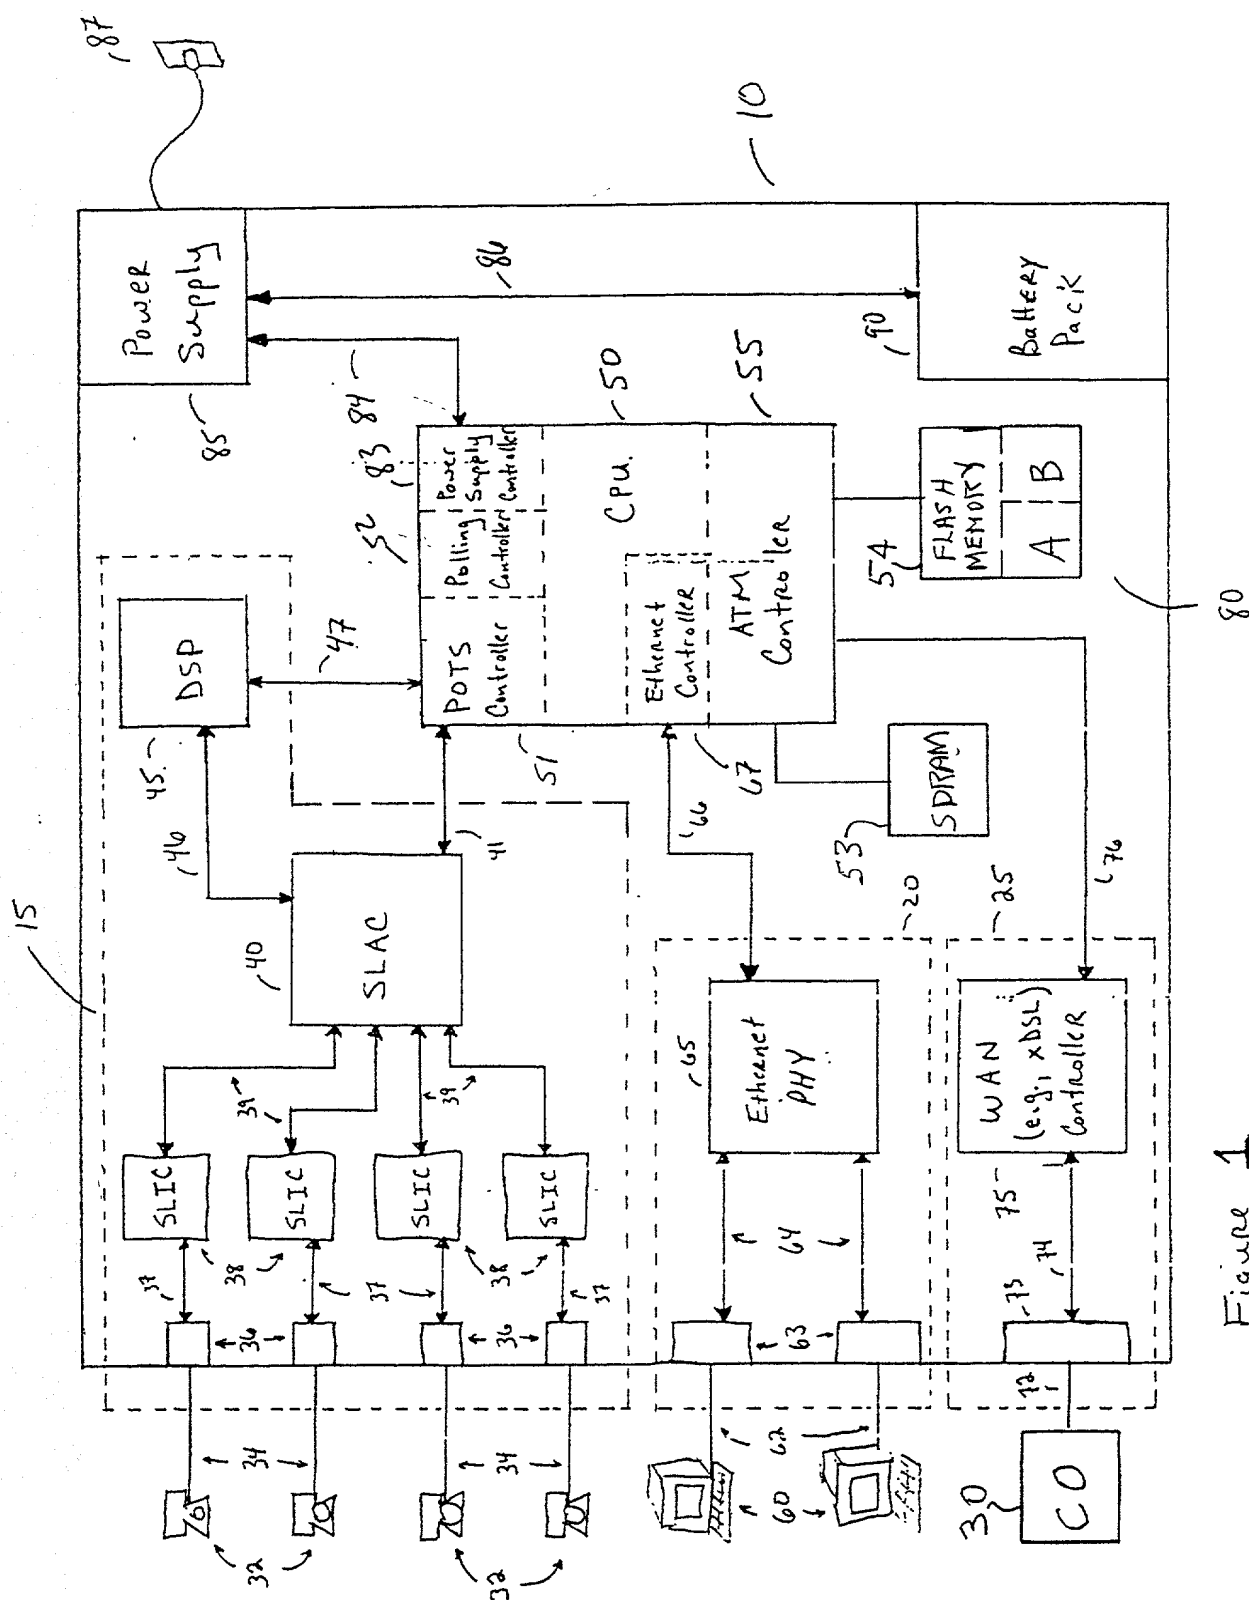 87
10
Power
Supply
85
86
84
90
Battery
Pack
15
DSP
45
46
47
52
83
Power
Supply
Controller
Polling
Controller
POTS
Controller
51
50
CPU
55
Ethernet
Controller
67
ATM
Controller
54
FLASH
MEMORY
A
B
80
SLAC
40
41
66
53
SDRAM
76
20
25
39
39
39
SLIC
SLIC
SLIC
SLIC
38
38
37
37
37
36
36
65
Ethernet
PHY
64
63
WAN
(e.g., xDSL)
Controller
75
74
73
72
34
34
32
32
62
60
30
CO
Figure 1